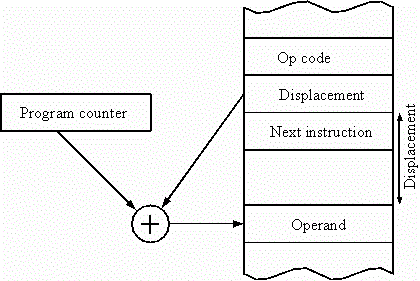 Op code
Displacement
Program counter
Next instruction
Displacement
Operand